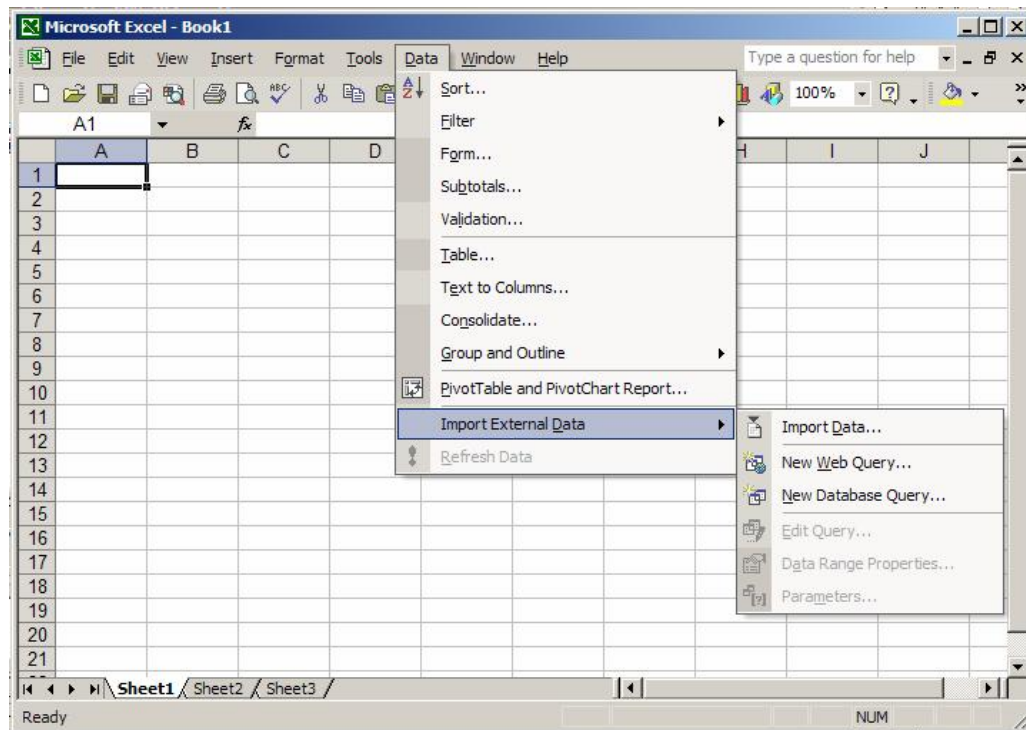 Microsoft Excel - Book1
File Edit View Insert Format Tools Data Window Help Type a question for help
100%
A1 fx
A B C D H I J
1
2
3
4
5
6
7
8
9
10
11
12
13
14
15
16
17
18
19
20
21
Sort...
Filter
Form...
Subtotals...
Validation...
Table...
Text to Columns...
Consolidate...
Group and Outline
PivotTable and PivotChart Report...
Import External Data
Refresh Data
Import Data...
New Web Query...
New Database Query...
Edit Query...
Data Range Properties...
Parameters...
Sheet1 Sheet2 Sheet3
Ready NUM